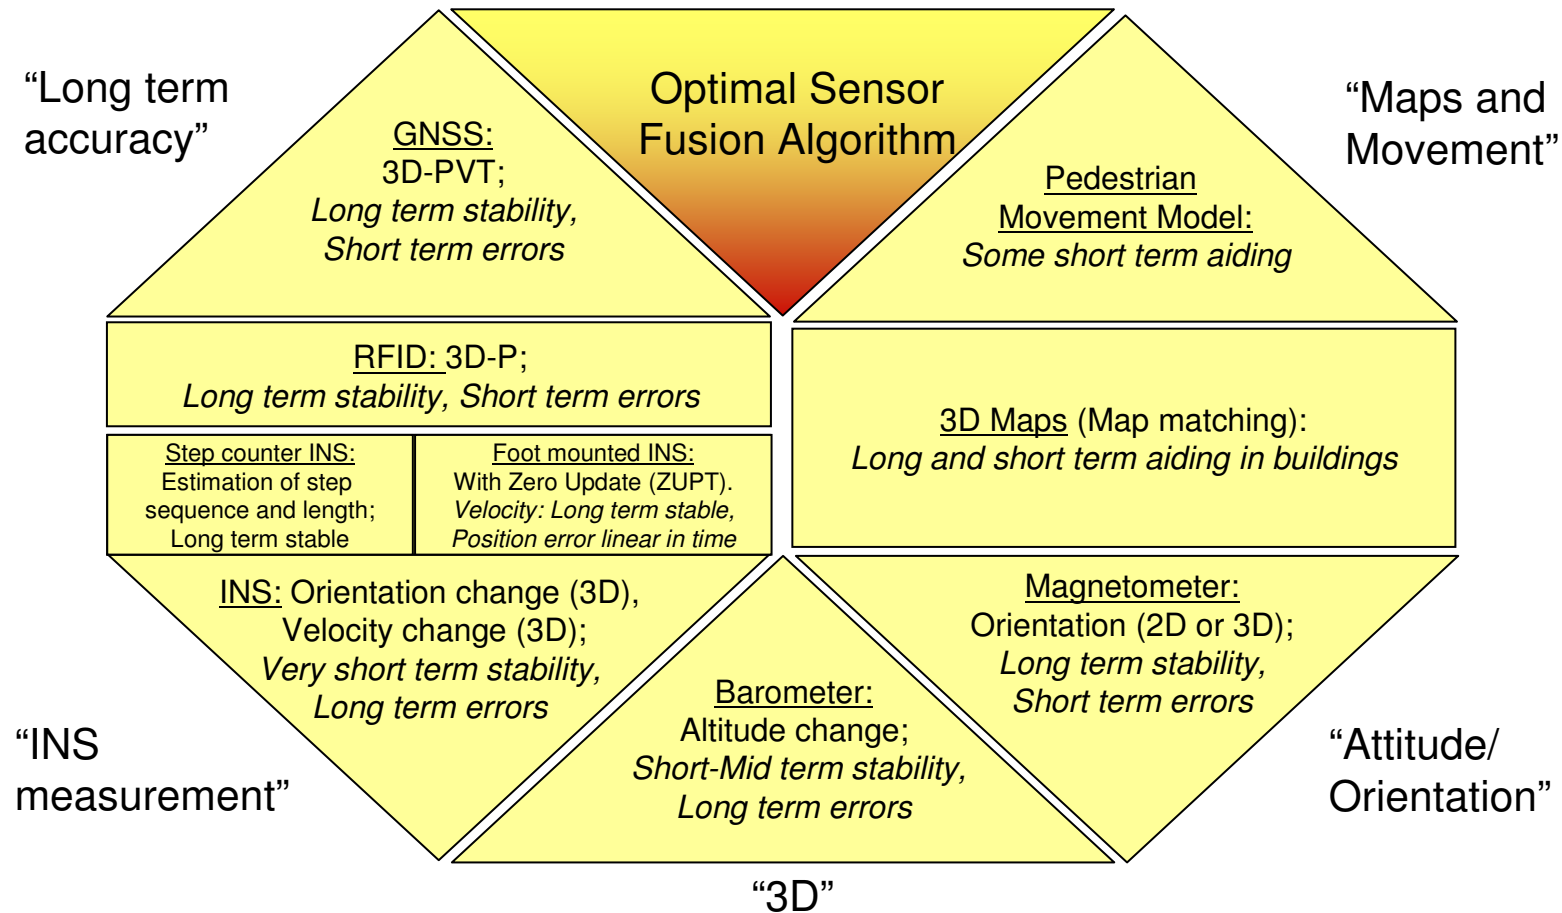 “Long term
accuracy”
GNSS:
3D-PVT;
Long term stability,
Short term errors
Optimal Sensor
Fusion Algorithm
Pedestrian
Movement Model:
Some short term aiding
“Maps and
Movement”
RFID: 3D-P;
Long term stability, Short term errors
3D Maps (Map matching):
Long and short term aiding in buildings
Step counter INS:
Estimation of step
sequence and length;
Long term stable
Foot mounted INS:
With Zero Update (ZUPT).
Velocity: Long term stable,
Position error linear in time
INS: Orientation change (3D),
Velocity change (3D);
Very short term stability,
Long term errors
Barometer:
Altitude change;
Short-Mid term stability,
Long term errors
Magnetometer:
Orientation (2D or 3D);
Long term stability,
Short term errors
“INS
measurement”
“Attitude/
Orientation”
“3D”